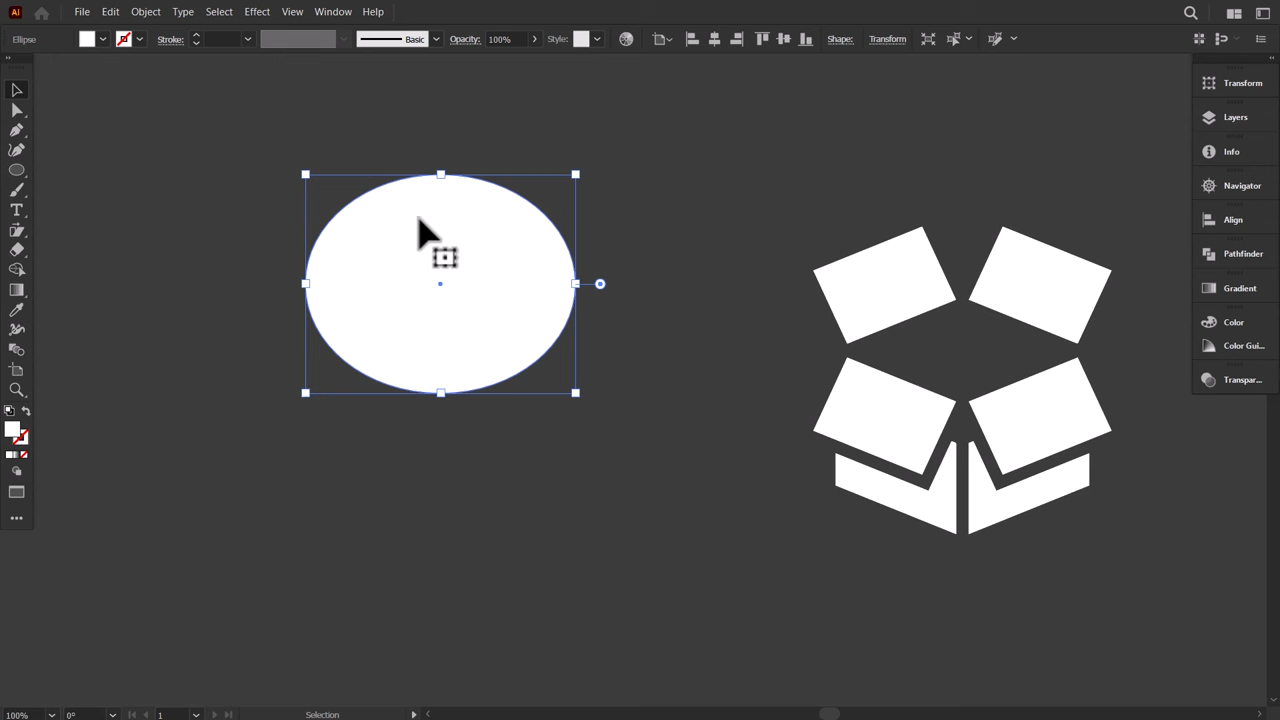 Ai File Edit Object Type Select Effect View Window Help
Ellipse Stroke: Basic Opacity: 100% Style: Shape: Transform
Transform
Layers
Info
Navigator
Align
Pathfinder
Gradient
Color
Color Gui...
Transpar...
100% 0° 1 Selection